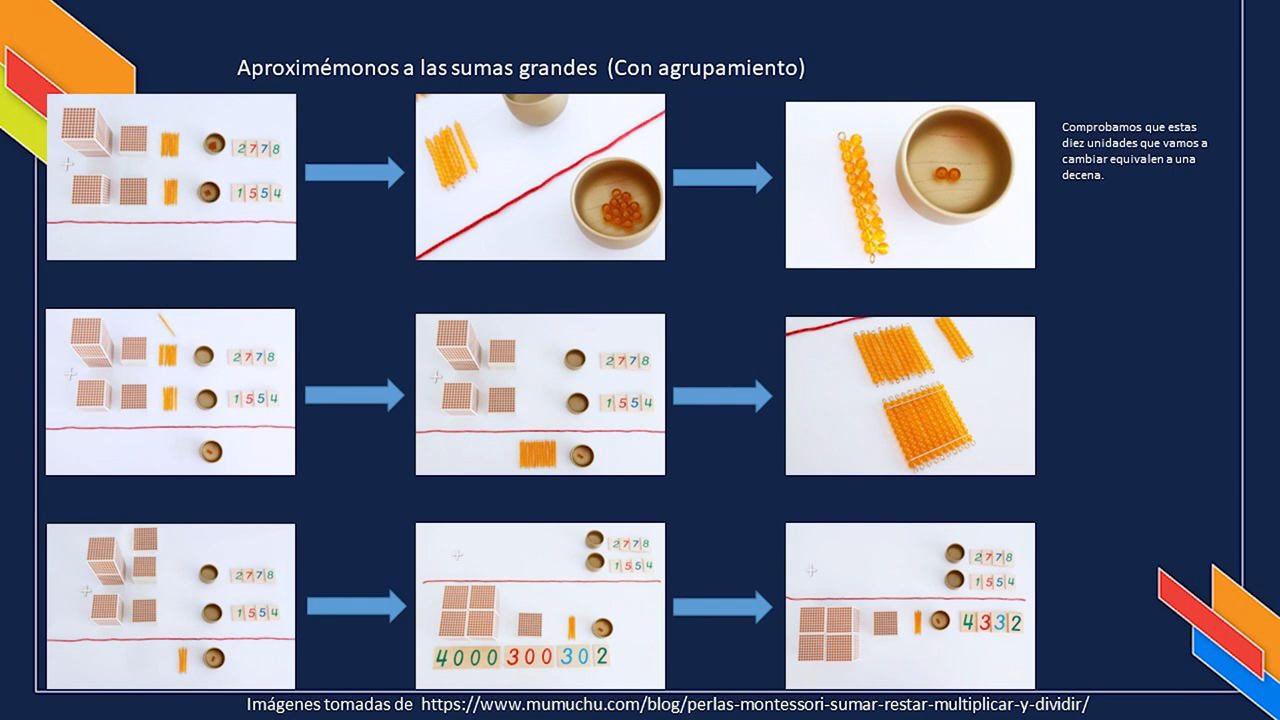 Aproximémonos a las sumas grandes (Con agrupamiento)
2778
1554
Comprobamos que estas
diez unidades que vamos a
cambiar equivalen a una
decena.
2778
1554
2778
1554
2778
1554
2778
1554
4000 300 30 2
2778
1554
4332
Imágenes tomadas de https://www.mumuchu.com/blog/perlas-montessori-sumar-restar-multiplicar-y-dividir/